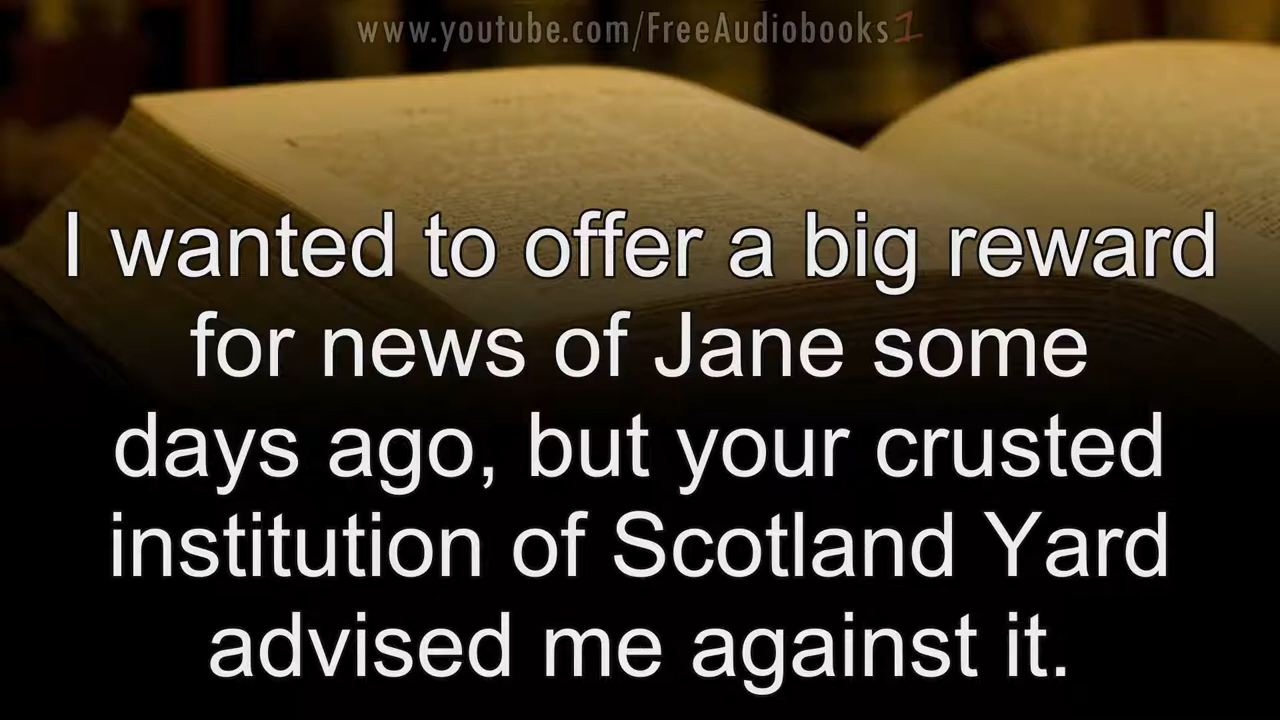 www.youtube.com/FreeAudiobooks1
I wanted to offer a big reward
for news of Jane some
days ago, but your crusted
institution of Scotland Yard
advised me against it.